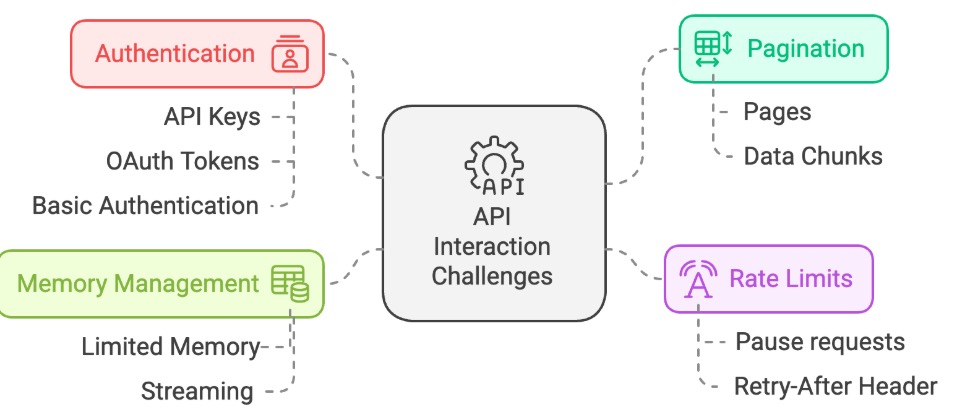 Authentication
API Keys
OAuth Tokens
Basic Authentication
Memory Management
Limited Memory
Streaming
API
API
Interaction
Challenges
Pagination
Pages
Data Chunks
A
Rate Limits
Pause requests
Retry-After Header